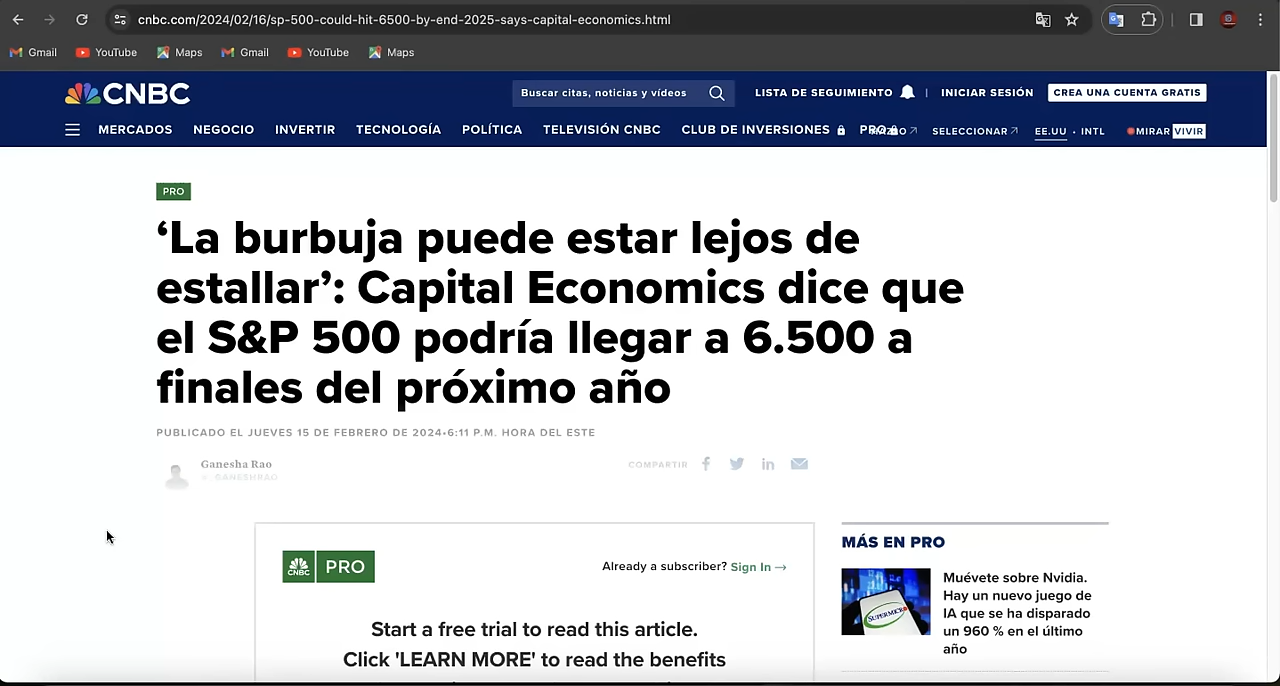 cnbc.com/2024/02/16/sp-500-could-hit-6500-by-end-2025-says-capital-economics.html
Gmail YouTube Maps Gmail YouTube Maps
CNBC
Buscar citas, noticias y vídeos
LISTA DE SEGUIMIENTO | INICIAR SESIÓN CREA UNA CUENTA GRATIS
MERCADOS NEGOCIO INVERTIR TECNOLOGÍA POLÍTICA TELEVISIÓN CNBC CLUB DE INVERSIONES PRO SELECCIONAR EE.UU • INTL MIRAR VIVIR
PRO
‘La burbuja puede estar lejos de
estallar’: Capital Economics dice que
el S&P 500 podría llegar a 6.500 a
finales del próximo año
PUBLICADO EL JUEVES 15 DE FEBRERO DE 2024•6:11 P.M. HORA DEL ESTE
Ganesha Rao
COMPARTIR
CNBC PRO
Already a subscriber? Sign In →
Start a free trial to read this article.
Click 'LEARN MORE' to read the benefits
MÁS EN PRO
SUPERMICR
Muévete sobre Nvidia.
Hay un nuevo juego de
IA que se ha disparado
un 960 % en el último
año